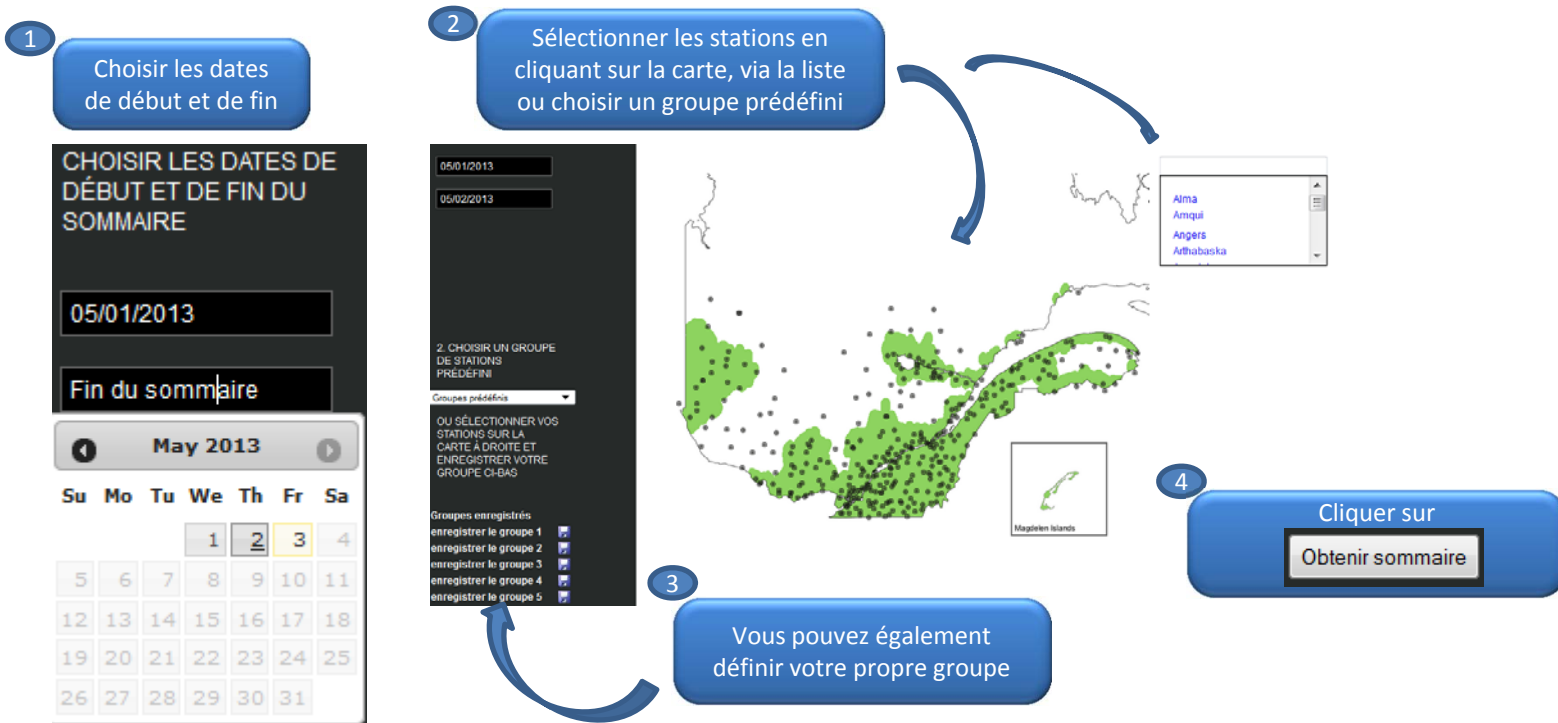 1
Choisir les dates
de début et de fin
CHOISIR LES DATES DE
DÉBUT ET DE FIN DU
SOMMAIRE
05/01/2013
Fin du sommaire
May 2013
Su Mo Tu We Th Fr Sa
1 2 3 4
5 6 7 8 9 10 11
12 13 14 15 16 17 18
19 20 21 22 23 24 25
26 27 28 29 30 31
2
Sélectionner les stations en
cliquant sur la carte, via la liste
ou choisir un groupe prédéfini
05/01/2013
05/02/2013
2. CHOISIR UN GROUPE
DE STATIONS
PRÉDÉFINI
Groupes prédéfinis
OU SÉLECTIONNER VOS
STATIONS SUR LA
CARTE À DROITE ET
ENREGISTRER VOTRE
GROUPE CI-BAS
Groupes enregistrés
enregistrer le groupe 1
enregistrer le groupe 2
enregistrer le groupe 3
enregistrer le groupe 4
enregistrer le groupe 5
Alma
Amqui
Angers
Arthabaska
Magdelen Islands
3
Vous pouvez également
définir votre propre groupe
4
Cliquer sur
Obtenir sommaire